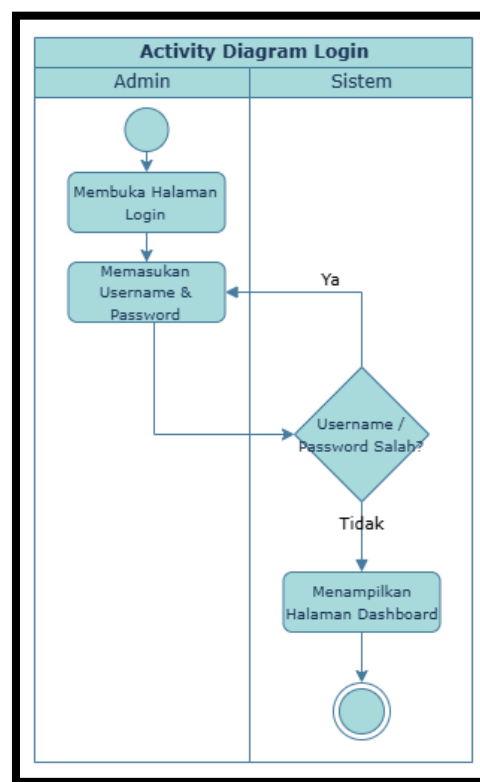 Activity Diagram Login
Admin
Sistem
Membuka Halaman
Login
Memasukan
Username &
Password
Ya
Username /
Password Salah?
Tidak
Menampilkan
Halaman Dashboard